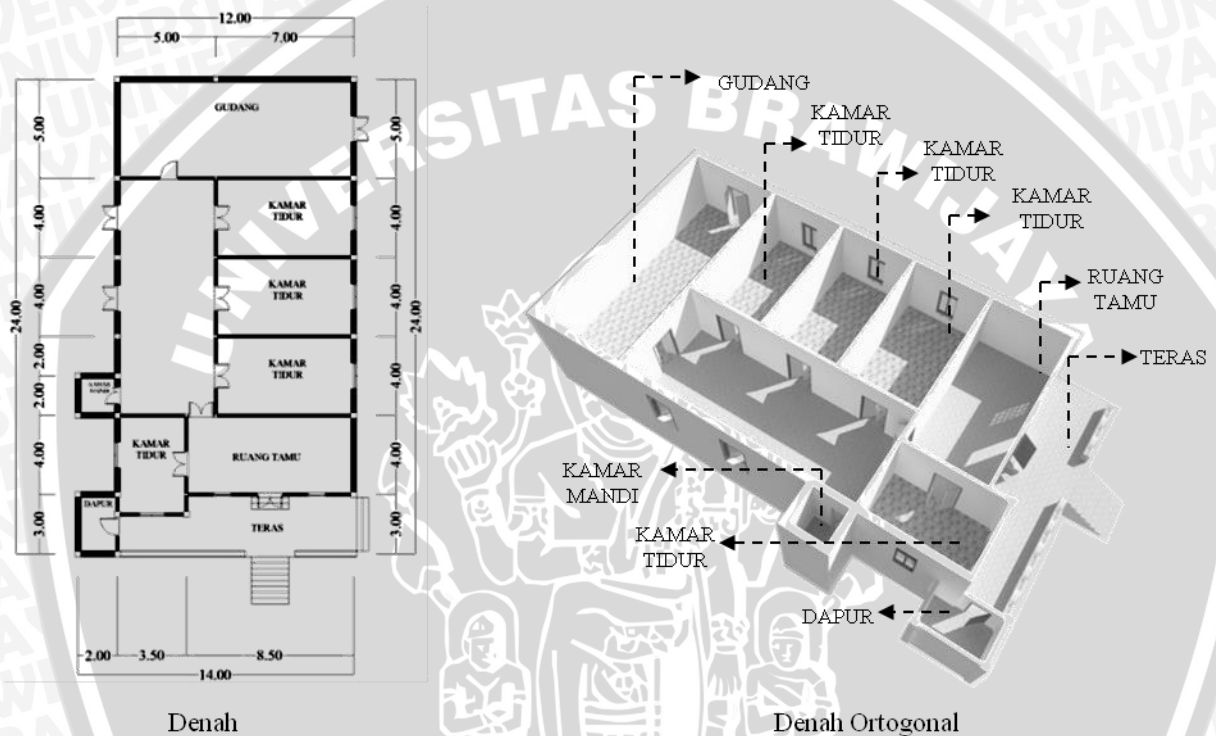 12.00
5.00
7.00
GUDANG
5.00
5.00
KAMAR
TIDUR
4.00
4.00
24.00
24.00
KAMAR
TIDUR
4.00
4.00
2.00
KAMAR
TIDUR
4.00
2.00
KAMAR
TIDUR
RUANG TAMU
4.00
4.00
DAPUR
TERAS
3.00
3.00
2.00
3.50
8.50
14.00
Denah
GUDANG
KAMAR
TIDUR
KAMAR
TIDUR
KAMAR
TIDUR
RUANG
TAMU
TERAS
KAMAR
MANDI
KAMAR
TIDUR
DAPUR
Denah Ortogonal
UNIVERSITAS BRAWIJAYA